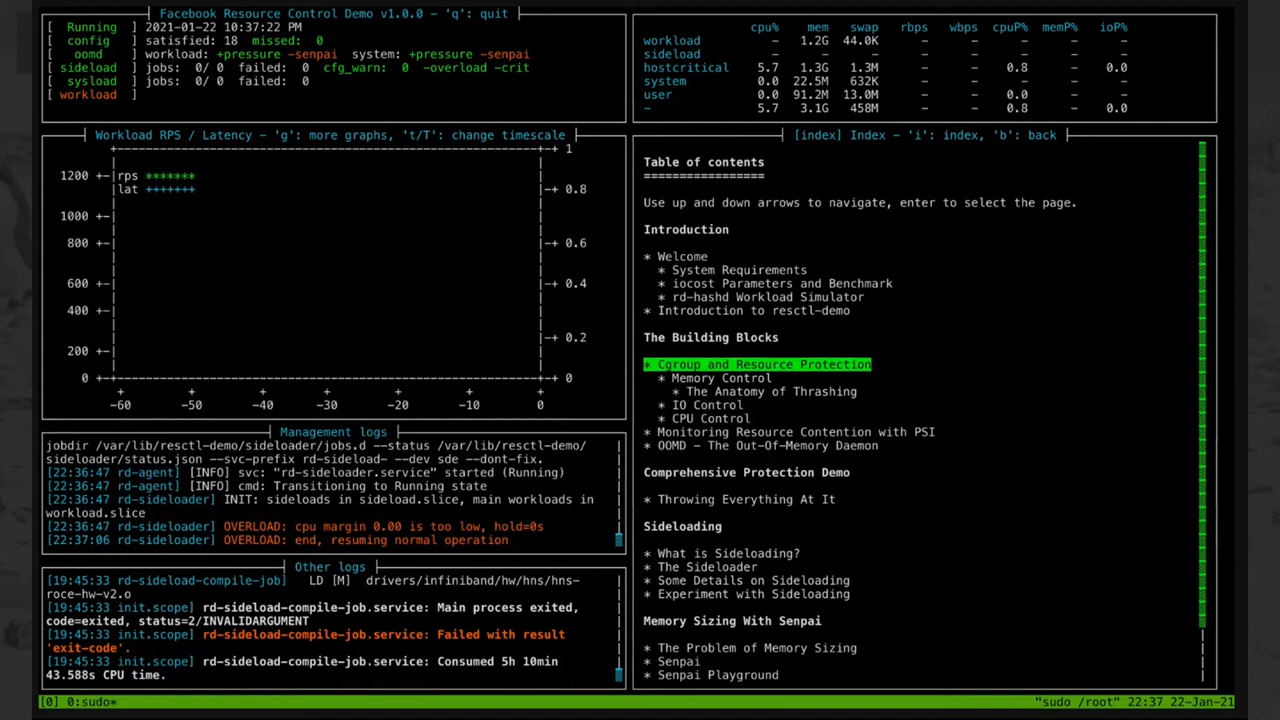 Facebook Resource Control Demo v1.0.0 - 'q': quit
[ Running ] 2021-01-22 10:37:22 PM
[ config ] satisfied: 18 missed: 0
[ oomd ] workload: +pressure -senpai system: +pressure -senpai
[ sideload ] jobs: 0/ 0 failed: 0 cfg_warn: 0 -overload -crit
[ sysload ] jobs: 0/ 0 failed: 0
[ workload ]
cpu% mem swap rbps wbps cpuP% memP% ioP%
workload - 1.2G 44.0K - - - - -
sideload - - - - - - - -
hostcritical 5.7 1.3G 1.3M - - 0.8 - 0.0
system 0.0 22.5M 632K - - - - -
user 0.0 91.2M 13.0M - - 0.0 - -
- 5.7 3.1G 458M - - 0.8 - 0.0
Workload RPS / Latency - 'g': more graphs, 't/T': change timescale
1200 rps *******
lat +++++++
1000
800
600
400
200
0
1
0.8
0.6
0.4
0.2
0
-60 -50 -40 -30 -20 -10 0
Management logs
jobdir /var/lib/resctl-demo/sideloader/jobs.d --status /var/lib/resctl-demo/
sideloader/status.json --svc-prefix rd-sideload- --dev sde --dont-fix.
[22:36:47 rd-agent] [INFO] svc: "rd-sideloader.service" started (Running)
[22:36:47 rd-agent] [INFO] cmd: Transitioning to Running state
[22:36:47 rd-sideloader] INIT: sideloads in sideload.slice, main workloads in
workload.slice
[22:36:47 rd-sideloader] OVERLOAD: cpu margin 0.00 is too low, hold=0s
[22:37:06 rd-sideloader] OVERLOAD: end, resuming normal operation
Other logs
[19:45:33 rd-sideload-compile-job] LD [M] drivers/infiniband/hw/hns/hns-
roce-hw-v2.o
[19:45:33 init.scope] rd-sideload-compile-job.service: Main process exited,
code=exited, status=2/INVALIDARGUMENT
[19:45:33 init.scope] rd-sideload-compile-job.service: Failed with result
'exit-code'.
[19:45:33 init.scope] rd-sideload-compile-job.service: Consumed 5h 10min
43.588s CPU time.
[index] Index - 'i': index, 'b': back
Table of contents
=================
Use up and down arrows to navigate, enter to select the page.
Introduction
* Welcome
* System Requirements
* iocost Parameters and Benchmark
* rd-hashd Workload Simulator
* Introduction to resctl-demo
The Building Blocks
* Cgroup and Resource Protection
* Memory Control
* The Anatomy of Thrashing
* IO Control
* CPU Control
* Monitoring Resource Contention with PSI
* OOMD - The Out-Of-Memory Daemon
Comprehensive Protection Demo
* Throwing Everything At It
Sideloading
* What is Sideloading?
* The Sideloader
* Some Details on Sideloading
* Experiment with Sideloading
Memory Sizing With Senpai
* The Problem of Memory Sizing
* Senpai
* Senpai Playground
[0] 0:sudo* "sudo /root" 22:37 22-Jan-21